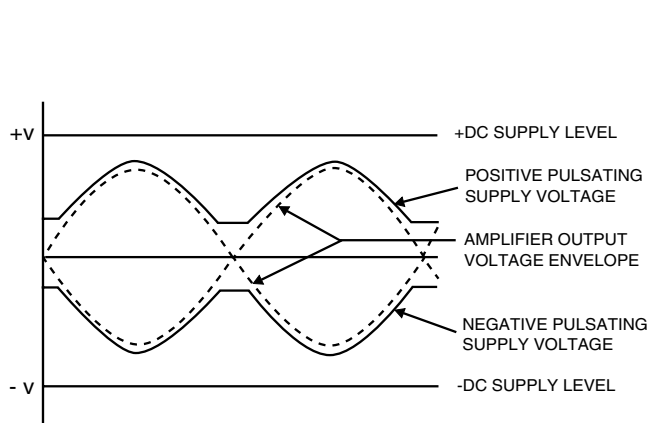 +V
+DC SUPPLY LEVEL
POSITIVE PULSATING
SUPPLY VOLTAGE
AMPLIFIER OUTPUT
VOLTAGE ENVELOPE
NEGATIVE PULSATING
SUPPLY VOLTAGE
- V
-DC SUPPLY LEVEL